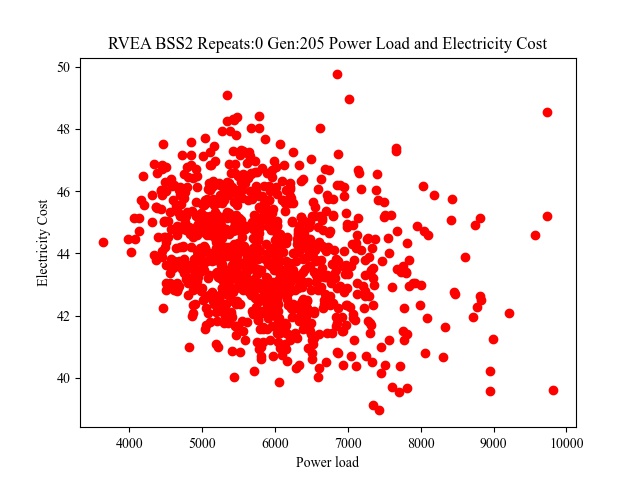 RVEA BSS2 Repeats:0 Gen:205 Power Load and Electricity Cost
50
48
46
44
42
40
Electricity Cost
4000 5000 6000 7000 8000 9000 10000
Power load